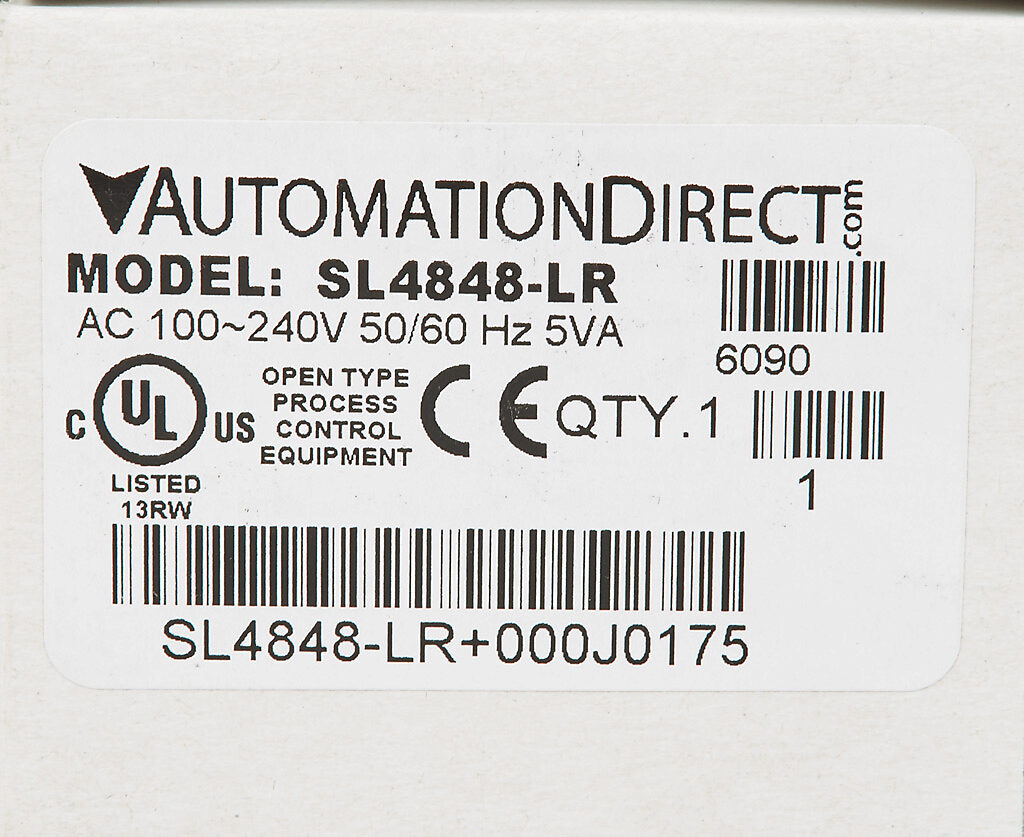 AUTOMATIONDIRECT.com
MODEL: SL4848-LR
AC 100~240V 50/60 Hz 5VA
6090
C UL US
LISTED
13RW
OPEN TYPE
PROCESS
CONTROL
EQUIPMENT
CE
QTY.1
1
SL4848-LR+000J0175